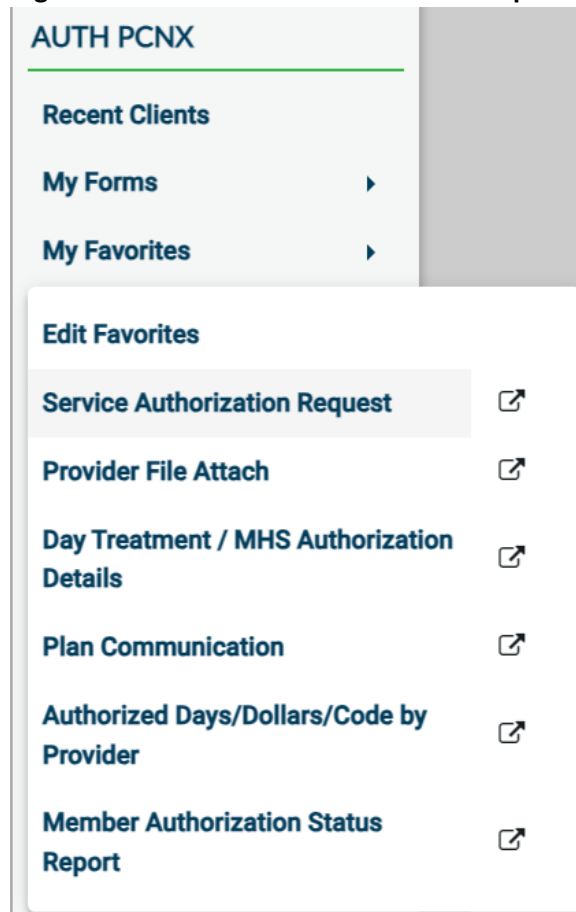 AUTH PCNX
Recent Clients
My Forms
My Favorites
Edit Favorites
Service Authorization Request
Provider File Attach
Day Treatment / MHS Authorization
Details
Plan Communication
Authorized Days/Dollars/Code by
Provider
Member Authorization Status
Report